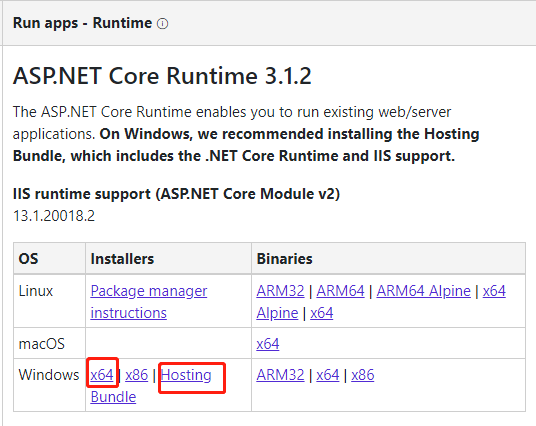 Run apps - Runtime
ASP.NET Core Runtime 3.1.2
The ASP.NET Core Runtime enables you to run existing web/server
applications. On Windows, we recommended installing the Hosting
Bundle, which includes the .NET Core Runtime and IIS support.
IIS runtime support (ASP.NET Core Module v2)
13.1.20018.2
OS Installers Binaries
Linux Package manager ARM32 | ARM64 | ARM64 Alpine | x64
instructions Alpine | x64
macOS x64
Windows x64 | x86 | Hosting ARM32 | x64 | x86
Bundle